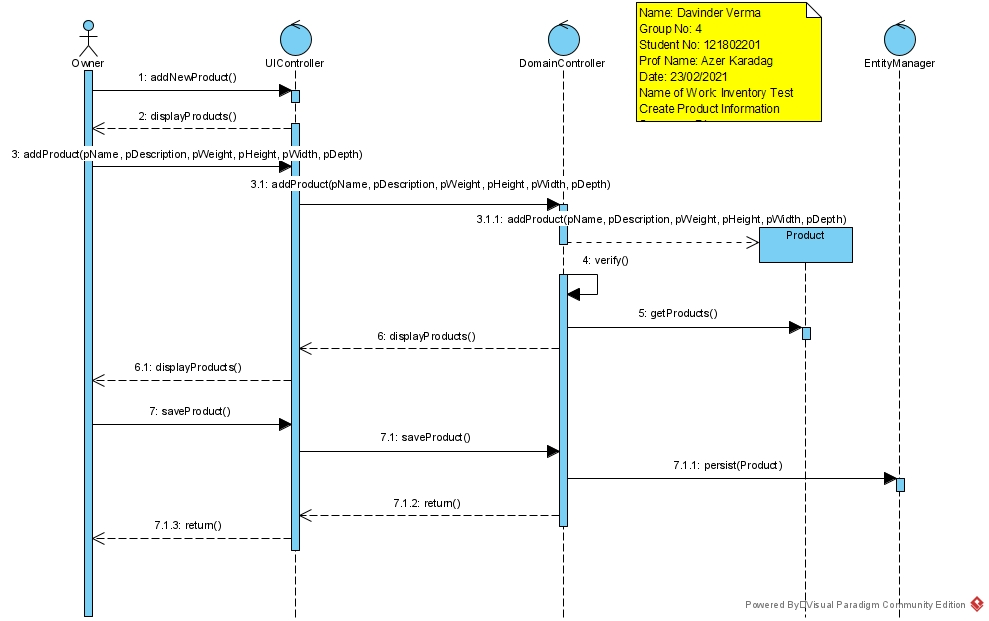 Name: Davinder Verma
Group No: 4
Student No: 121802201
Prof Name: Azer Karadag
Date: 23/02/2021
Name of Work: Inventory Test
Create Product Information
Owner
UIController
DomainController
EntityManager
1: addNewProduct()
2: displayProducts()
3: addProduct(pName, pDescription, pWeight, pHeight, pWidth, pDepth)
3.1: addProduct(pName, pDescription, pWeight, pHeight, pWidth, pDepth)
3.1.1: addProduct(pName, pDescription, pWeight, pHeight, pWidth, pDepth)
Product
4: verify()
5: getProducts()
6: displayProducts()
6.1: displayProducts()
7: saveProduct()
7.1: saveProduct()
7.1.1: persist(Product)
7.1.2: return()
7.1.3: return()
Powered By Visual Paradigm Community Edition